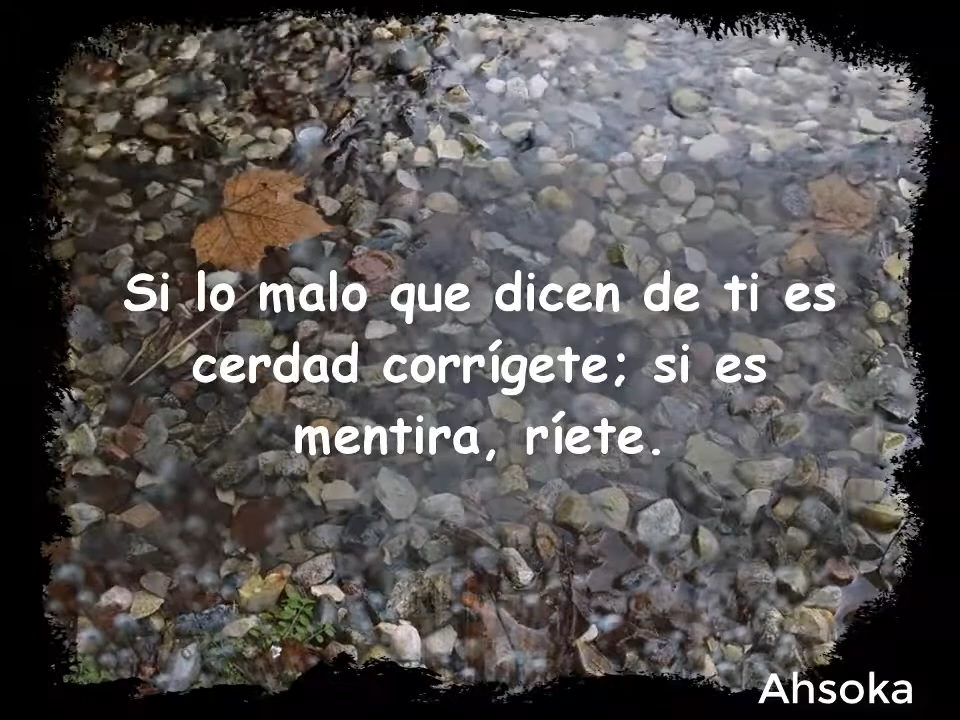 Si lo malo que dicen de ti es
cerdad corrígete; si es
mentira, ríete.
Ahsoka